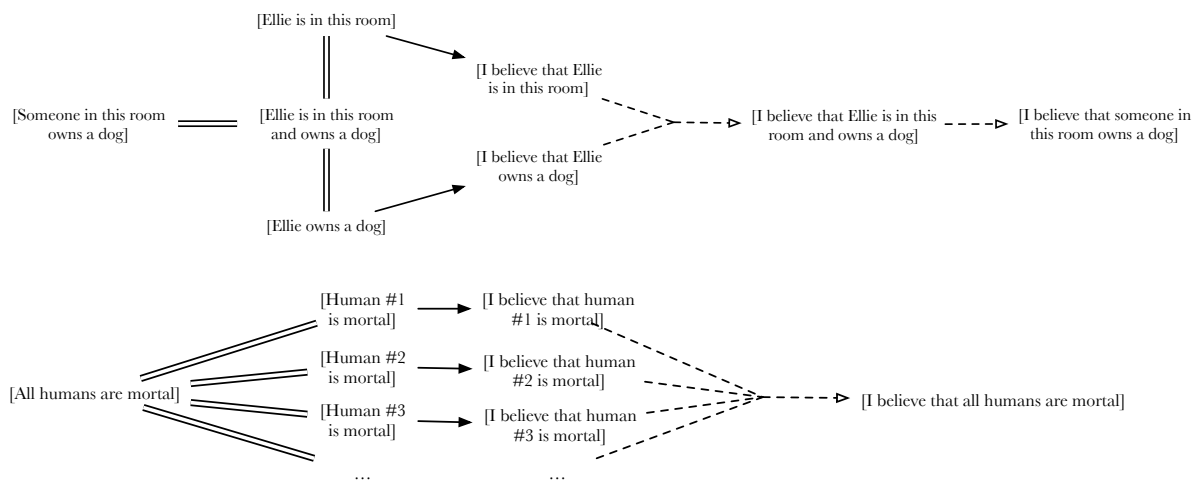 [Ellie is in this room]
[I believe that Ellie
is in this room]
[Someone in this room
owns a dog]
[Ellie is in this room
and owns a dog]
[I believe that Ellie is in this
room and owns a dog]
[I believe that someone in
this room owns a dog]
[I believe that Ellie
owns a dog]
[Ellie owns a dog]
[Human #1
is mortal]
[I believe that human
#1 is mortal]
[Human #2
is mortal]
[I believe that human
#2 is mortal]
[All humans are mortal]
[I believe that all humans are mortal]
[Human #3
is mortal]
[I believe that human
#3 is mortal]
...
...